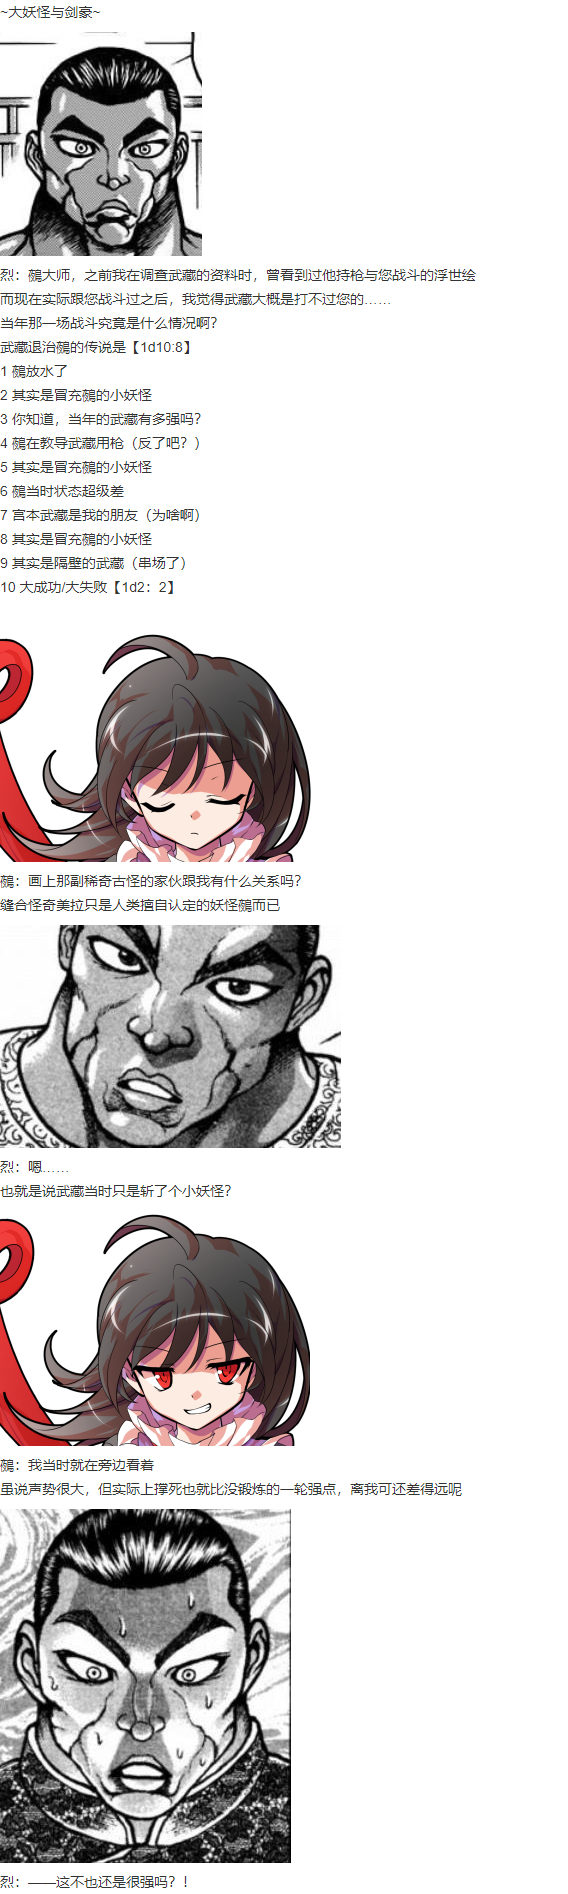 ~大妖怪与剑豪~
烈：鵺大师，之前我在调查武藏的资料时，曾看到过他持枪与您战斗的浮世绘
而现在实际跟您战斗过之后，我觉得武藏大概是打不过您的……
当年那一场战斗究竟是什么情况啊？
武藏退治鵺的传说是【1d10:8】
1 鵺放水了
2 其实是冒充鵺的小妖怪
3 你知道，当年的武藏有多强吗？
4 鵺在教导武藏用枪（反了吧？）
5 其实是冒充鵺的小妖怪
6 鵺当时状态超级差
7 宫本武藏是我的朋友（为啥啊）
8 其实是冒充鵺的小妖怪
9 其实是隔壁的武藏（串场了）
10 大成功/大失败【1d2：2】
鵺：画上那副稀奇古怪的家伙跟我有什么关系吗？
缝合怪奇美拉只是人类擅自认定的妖怪鵺而已
烈：嗯……
也就是说武藏当时只是斩了个小妖怪？
鵺：我当时就在旁边看着
虽说声势很大，但实际上撑死也就比没锻炼的一轮强点，离我可还差得远呢
烈：——这不也还是很强吗？！